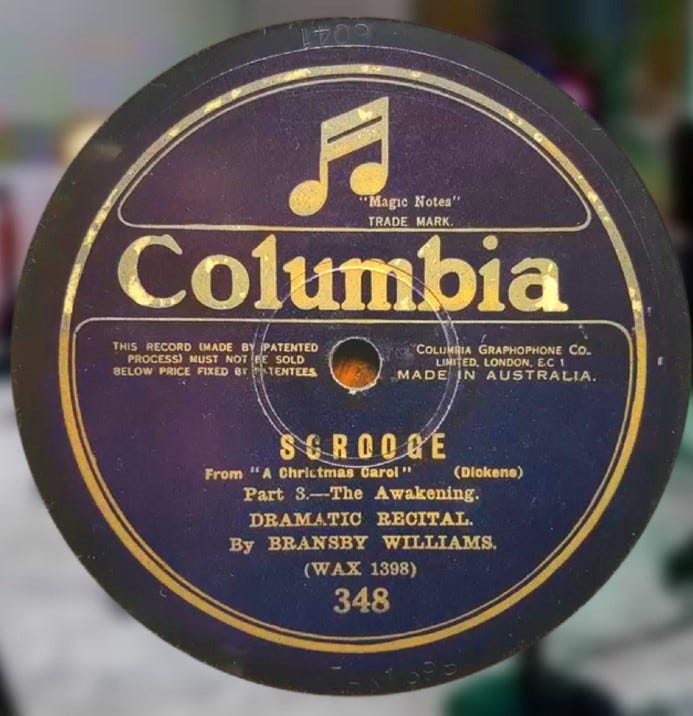 6041
"Magic Notes"
TRADE MARK.
Columbia
THIS RECORD (MADE BY PATENTED
PROCESS) MUST NOT BE SOLD
BELOW PRICE FIXED BY PATENTEES.
COLUMBIA GRAPHOPHONE CO.
LIMITED, LONDON, E.C 1
MADE IN AUSTRALIA.
SCROOGE
From "A Christmas Carol" (Dickens)
Part 3.—The Awakening.
DRAMATIC RECITAL.
By BRANSBY WILLIAMS.
(WAX 1398)
348